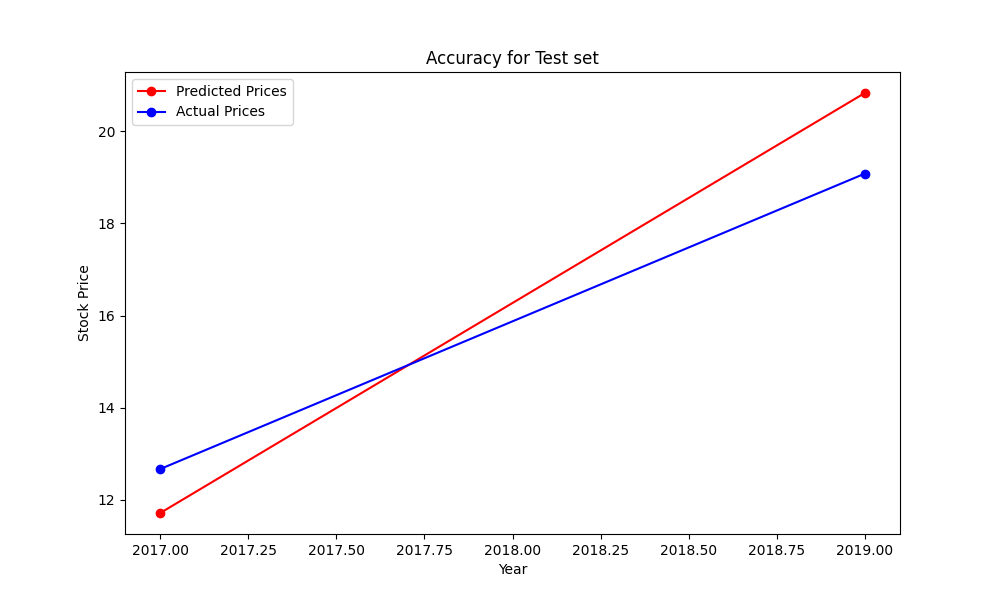 Accuracy for Test set
Predicted Prices
Actual Prices
20
18
16
14
12
Stock Price
2017.00 2017.25 2017.50 2017.75 2018.00 2018.25 2018.50 2018.75 2019.00
Year